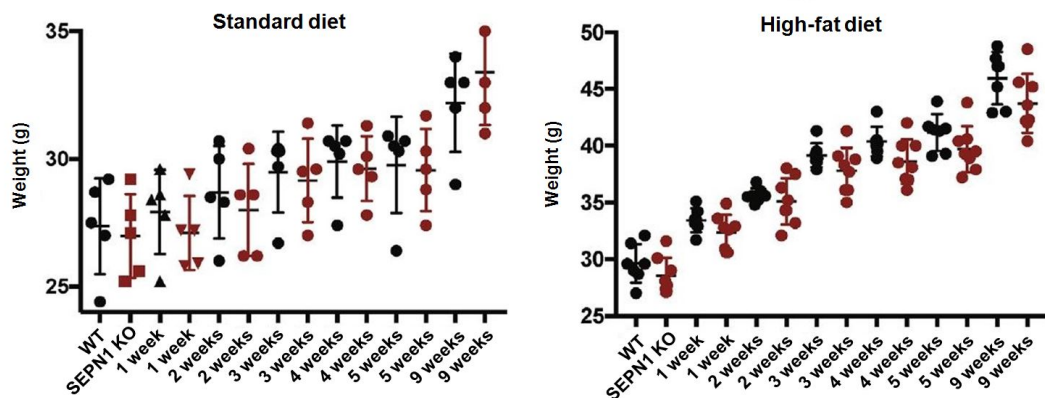 Standard diet
Weight (g)
35
30
25
WT
SEPN1 KO
1 week
1 week
2 weeks
2 weeks
3 weeks
3 weeks
4 weeks
4 weeks
5 weeks
5 weeks
9 weeks
9 weeks
High-fat diet
Weight (g)
50
45
40
35
30
25
WT
SEPN1 KO
1 week
1 week
2 weeks
2 weeks
3 weeks
3 weeks
4 weeks
4 weeks
5 weeks
5 weeks
9 weeks
9 weeks